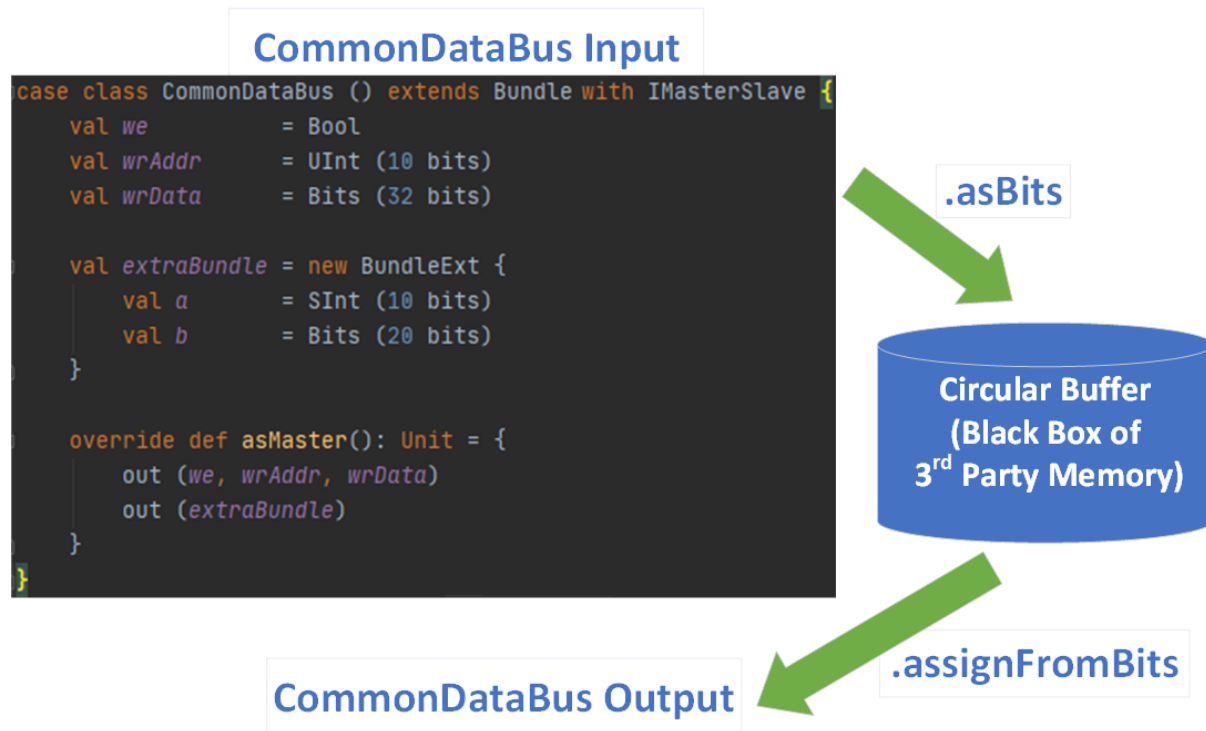 CommonDataBus Input
case class CommonDataBus () extends Bundle with IMasterSlave {
val we = Bool
val wrAddr = UInt (10 bits)
val wrData = Bits (32 bits)
val extraBundle = new BundleExt {
val a = SInt (10 bits)
val b = Bits (20 bits)
}
override def asMaster(): Unit = {
out (we, wrAddr, wrData)
out (extraBundle)
}
}
.asBits
Circular Buffer
(Black Box of
3rd Party Memory)
.assignFromBits
CommonDataBus Output